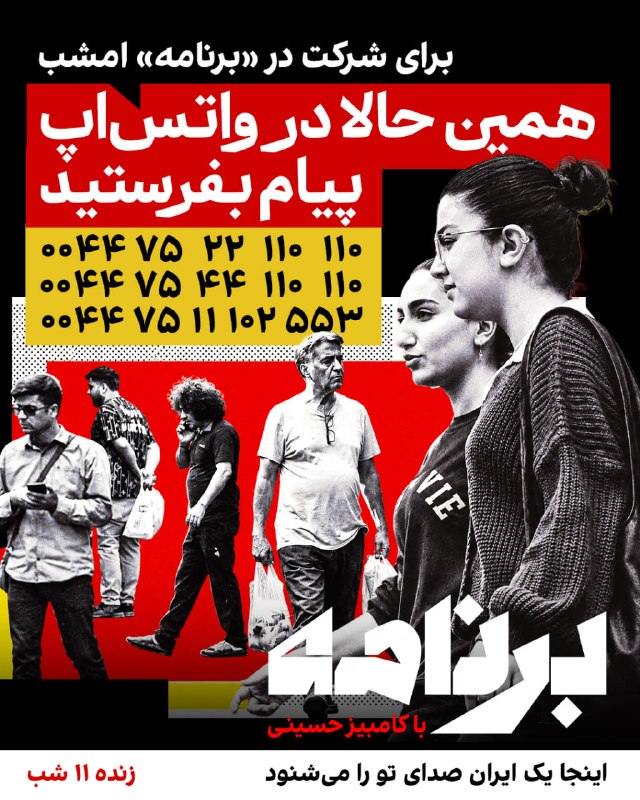 برای شرکت در «برنامه» امشب
همین حالا در واتس‌اپ
پیام بفرستید
۰۰۴۴ ۷۵ ۲۲ ۱۱۰ ۱۱۰
۰۰۴۴ ۷۵ ۴۴ ۱۱۰ ۱۱۰
۰۰۴۴ ۷۵ ۱۱ ۱۰۲ ۵۵۳
VIE
برنامه
با کامبیز حسینی
اینجا یک ایران صدای تو را می‌شنود
زنده ۱۱ شب